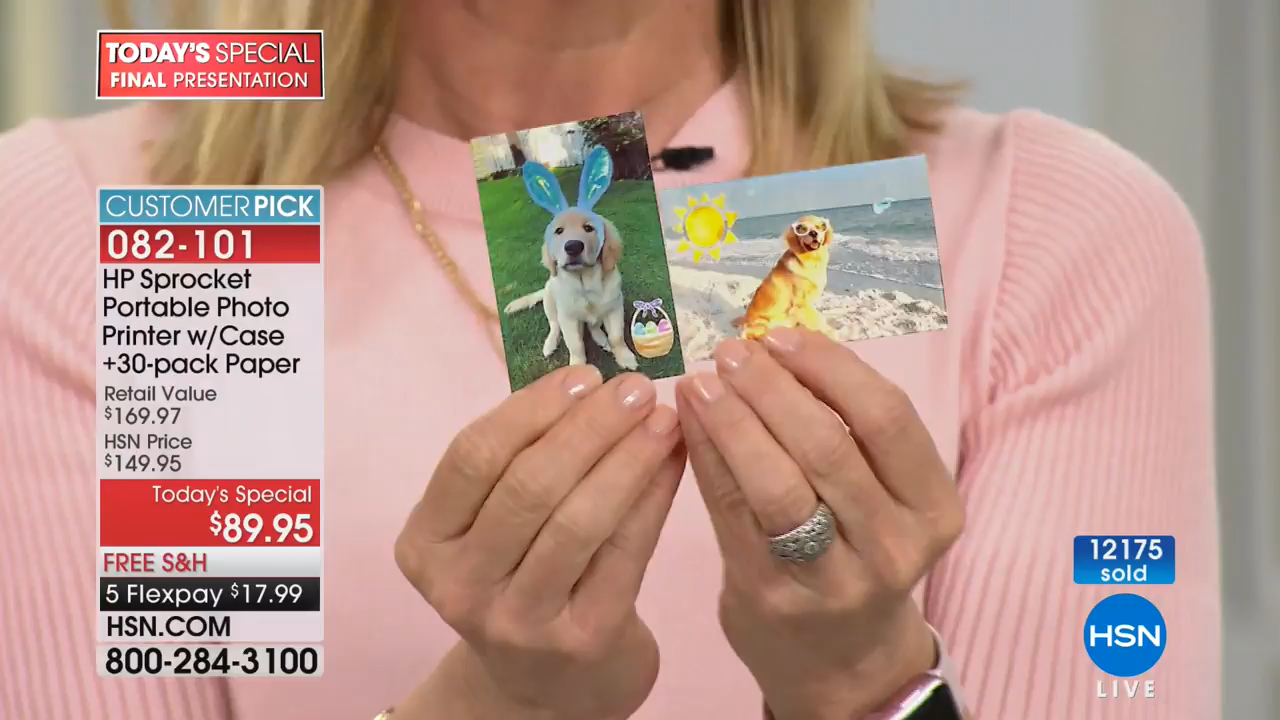 TODAY'S SPECIAL
FINAL PRESENTATION
CUSTOMER PICK
082-101
HP Sprocket
Portable Photo
Printer w/Case
+30-pack Paper
Retail Value
$169.97
HSN Price
$149.95
Today's Special
$89.95
FREE S&H
5 Flexpay $17.99
HSN.COM
800-284-3100
12175
sold
HSN
LIVE